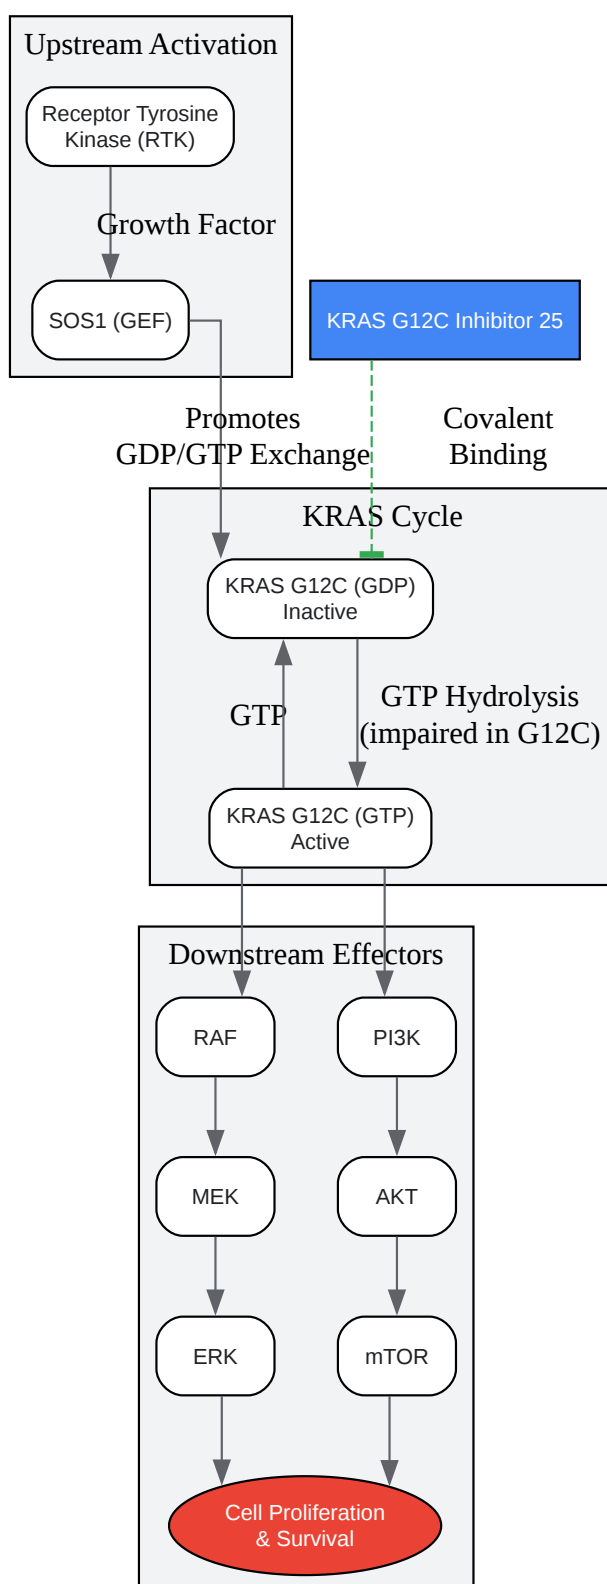 Upstream Activation
Receptor Tyrosine
Kinase (RTK)
Growth Factor
SOS1 (GEF)
KRAS G12C Inhibitor 25
Promotes
GDP/GTP Exchange
Covalent
Binding
KRAS Cycle
KRAS G12C (GDP)
Inactive
GTP
GTP Hydrolysis
(impaired in G12C)
KRAS G12C (GTP)
Active
Downstream Effectors
RAF
PI3K
MEK
AKT
ERK
mTOR
Cell Proliferation
& Survival